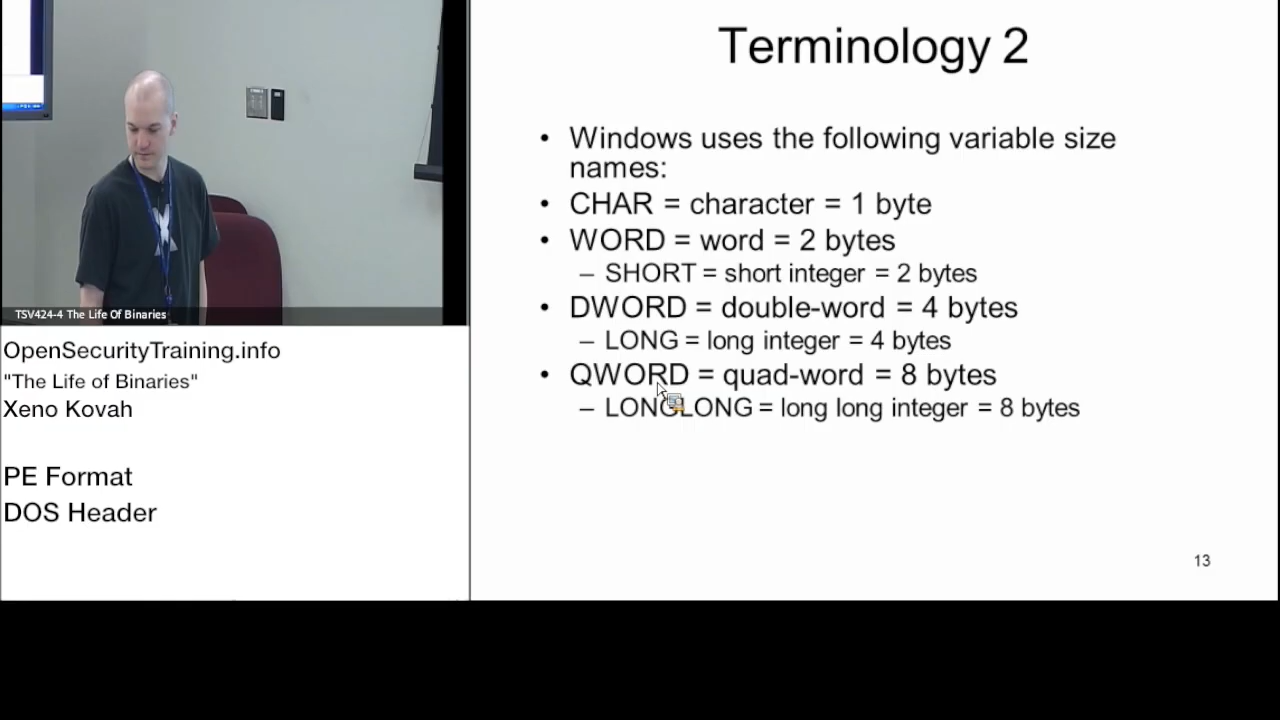 TSV424-4 The Life Of Binaries
OpenSecurityTraining.info
"The Life of Binaries"
Xeno Kovah
PE Format
DOS Header
Terminology 2
• Windows uses the following variable size
names:
• CHAR = character = 1 byte
• WORD = word = 2 bytes
– SHORT = short integer = 2 bytes
• DWORD = double-word = 4 bytes
– LONG = long integer = 4 bytes
• QWORD = quad-word = 8 bytes
– LONGLONG = long long integer = 8 bytes
13